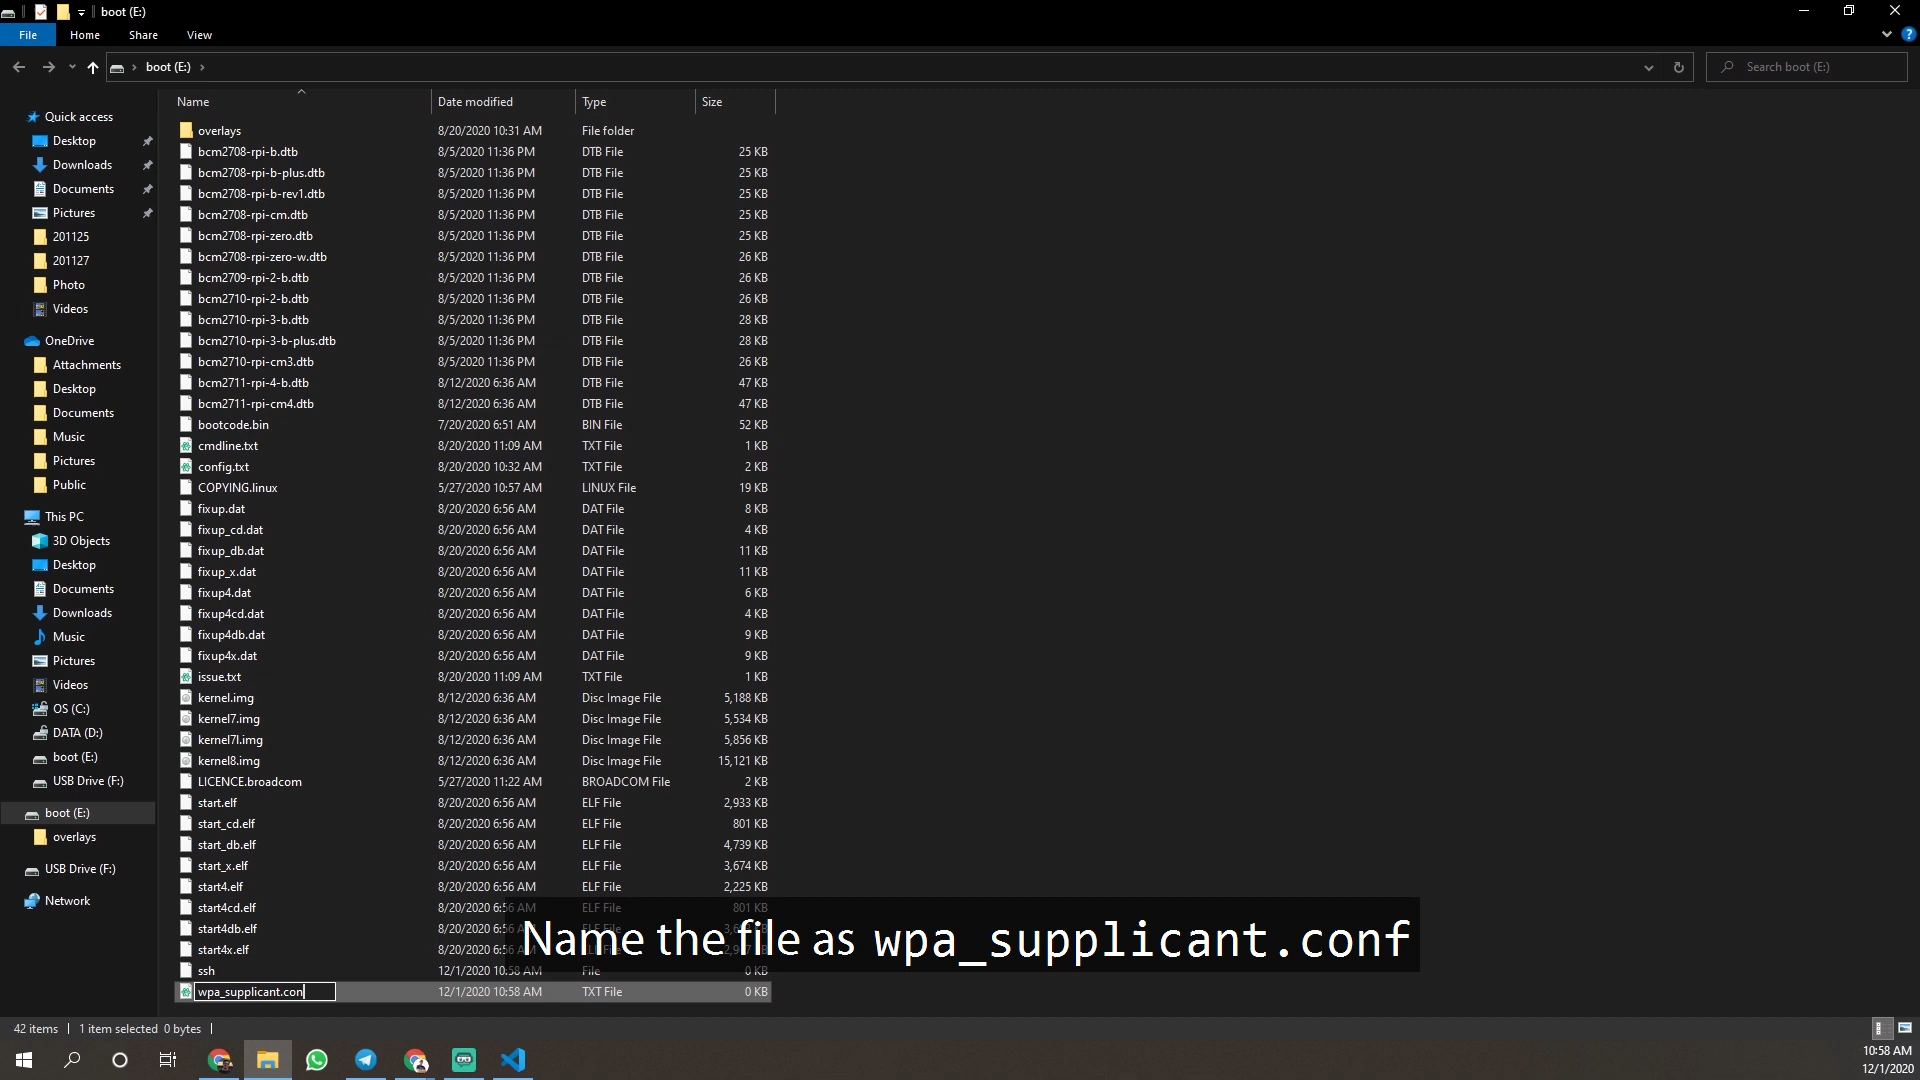 boot (E:)
File Home Share View
boot (E:)
Search boot (E:)
Name Date modified Type Size
Quick access
Desktop
Downloads
Documents
Pictures
201125
201127
Photo
Videos
OneDrive
Attachments
Desktop
Documents
Music
Pictures
Public
This PC
3D Objects
Desktop
Documents
Downloads
Music
Pictures
Videos
OS (C:)
DATA (D:)
boot (E:)
USB Drive (F:)
boot (E:)
overlays
USB Drive (F:)
Network
overlays 8/20/2020 10:31 AM File folder
bcm2708-rpi-b.dtb 8/5/2020 11:36 PM DTB File 25 KB
bcm2708-rpi-b-plus.dtb 8/5/2020 11:36 PM DTB File 25 KB
bcm2708-rpi-b-rev1.dtb 8/5/2020 11:36 PM DTB File 25 KB
bcm2708-rpi-cm.dtb 8/5/2020 11:36 PM DTB File 25 KB
bcm2708-rpi-zero.dtb 8/5/2020 11:36 PM DTB File 25 KB
bcm2708-rpi-zero-w.dtb 8/5/2020 11:36 PM DTB File 26 KB
bcm2709-rpi-2-b.dtb 8/5/2020 11:36 PM DTB File 26 KB
bcm2710-rpi-2-b.dtb 8/5/2020 11:36 PM DTB File 26 KB
bcm2710-rpi-3-b.dtb 8/5/2020 11:36 PM DTB File 28 KB
bcm2710-rpi-3-b-plus.dtb 8/5/2020 11:36 PM DTB File 28 KB
bcm2710-rpi-cm3.dtb 8/5/2020 11:36 PM DTB File 26 KB
bcm2711-rpi-4-b.dtb 8/12/2020 6:36 AM DTB File 47 KB
bcm2711-rpi-cm4.dtb 8/12/2020 6:36 AM DTB File 47 KB
bootcode.bin 7/20/2020 6:51 AM BIN File 52 KB
cmdline.txt 8/20/2020 11:09 AM TXT File 1 KB
config.txt 8/20/2020 10:32 AM TXT File 2 KB
COPYING.linux 5/27/2020 10:57 AM LINUX File 19 KB
fixup.dat 8/20/2020 6:56 AM DAT File 8 KB
fixup_cd.dat 8/20/2020 6:56 AM DAT File 4 KB
fixup_db.dat 8/20/2020 6:56 AM DAT File 11 KB
fixup_x.dat 8/20/2020 6:56 AM DAT File 11 KB
fixup4.dat 8/20/2020 6:56 AM DAT File 6 KB
fixup4cd.dat 8/20/2020 6:56 AM DAT File 4 KB
fixup4db.dat 8/20/2020 6:56 AM DAT File 9 KB
fixup4x.dat 8/20/2020 6:56 AM DAT File 9 KB
issue.txt 8/20/2020 11:09 AM TXT File 1 KB
kernel.img 8/12/2020 6:36 AM Disc Image File 5,188 KB
kernel7.img 8/12/2020 6:36 AM Disc Image File 5,534 KB
kernel7l.img 8/12/2020 6:36 AM Disc Image File 5,856 KB
kernel8.img 8/12/2020 6:36 AM Disc Image File 15,121 KB
LICENCE.broadcom 5/27/2020 11:22 AM BROADCOM File 2 KB
start.elf 8/20/2020 6:56 AM ELF File 2,933 KB
start_cd.elf 8/20/2020 6:56 AM ELF File 801 KB
start_db.elf 8/20/2020 6:56 AM ELF File 4,739 KB
start_x.elf 8/20/2020 6:56 AM ELF File 3,674 KB
start4.elf 8/20/2020 6:56 AM ELF File 2,225 KB
start4cd.elf 8/20/2020 6:56 AM ELF File 801 KB
start4db.elf 8/20/2020
start4x.elf 8/20/2020
ssh 12/1/2020 10:58 AM File 0 KB
wpa_supplicant.con 12/1/2020 10:58 AM TXT File 0 KB
Name the file as wpa_supplicant.conf
42 items 1 item selected 0 bytes
10:58 AM
12/1/2020